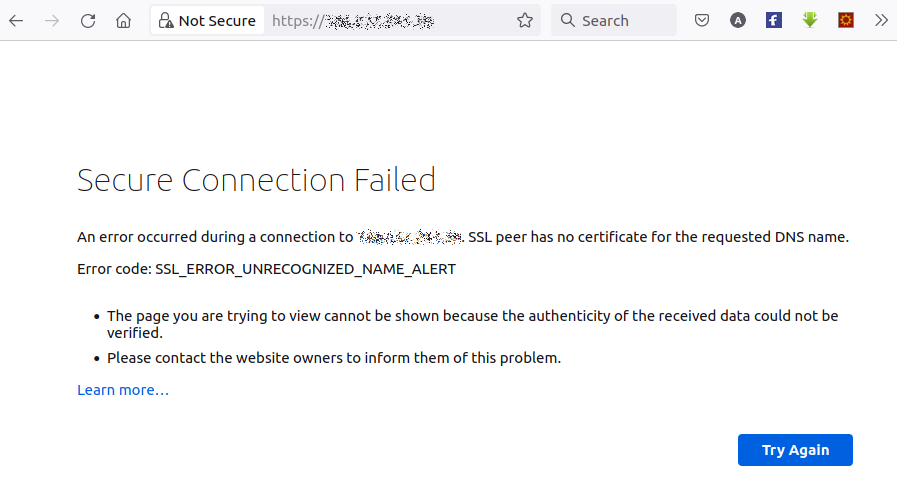 Not Secure https:// Search
Secure Connection Failed
An error occurred during a connection to . SSL peer has no certificate for the requested DNS name.
Error code: SSL_ERROR_UNRECOGNIZED_NAME_ALERT
• The page you are trying to view cannot be shown because the authenticity of the received data could not be
verified.
• Please contact the website owners to inform them of this problem.
Learn more…
Try Again